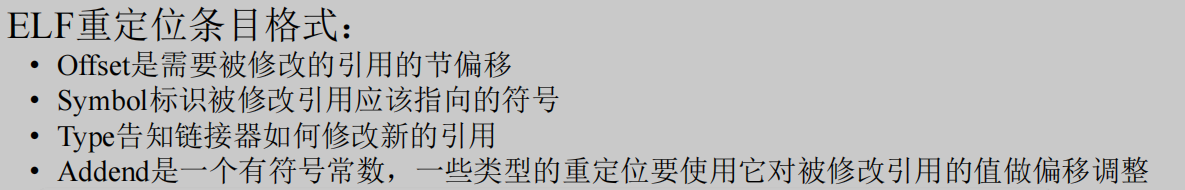 ELF重定位条目格式：
• Offset是需要被修改的引用的节偏移
• Symbol标识被修改引用应该指向的符号
• Type告知链接器如何修改新的引用
• Addend是一个有符号常数，一些类型的重定位要使用它对被修改引用的值做偏移调整